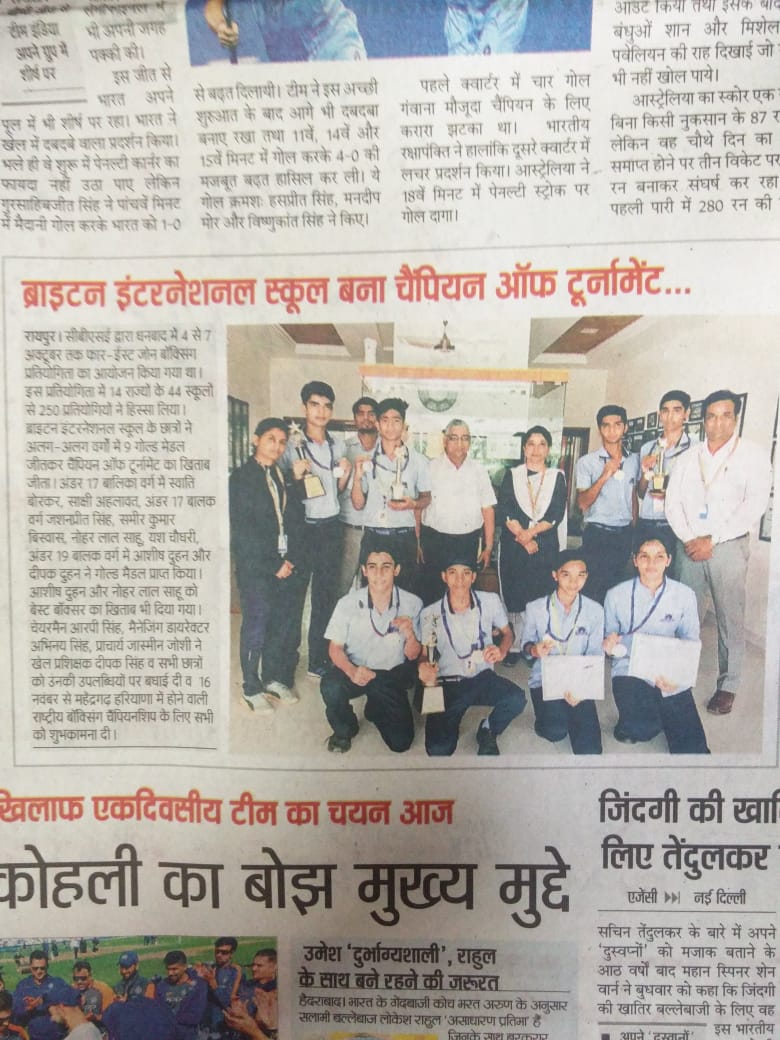 टीम इंडिया
अपने ग्रुप में
शीर्ष पर
भी अपनी जगह
पक्की की।
इस जीत से
भारत अपने
पूल में भी शीर्ष पर रहा। भारत ने
खेल में दबदबे वाला प्रदर्शन किया।
भले ही वे शुरू में पेनल्टी कार्नर का
फायदा नहीं उठा पाए लेकिन
गुरसाहिबजीत सिंह ने पांचवें मिनट
में मैदानी गोल करके भारत को 1-0
से बढ़त दिलायी। टीम ने इस अच्छी
शुरुआत के बाद आगे भी दबदबा
बनाए रखा तथा 11वें, 14वें और
15वें मिनट में गोल करके 4-0 की
मजबूत बढ़त हासिल कर ली। ये
गोल क्रमशः हसप्रीत सिंह, मनदीप
मोर और विष्णुकांत सिंह ने किए।
पहले क्वार्टर में चार गोल
गंवाना मौजूदा चैंपियन के लिए
करारा झटका था। भारतीय
रक्षापंक्ति ने हालांकि दूसरे क्वार्टर में
लचर प्रदर्शन किया। आस्ट्रेलिया ने
18वें मिनट में पेनल्टी स्ट्रोक पर
गोल दागा।
आउट किया तथा इसके बाद
बंधुओं शान और मिशेल
पवेलियन की राह दिखाई जो
भी नहीं खोल पाये।
आस्ट्रेलिया का स्कोर एक
बिना किसी नुकसान के 87 र
लेकिन वह चौथे दिन का
समाप्त होने पर तीन विकेट पर
रन बनाकर संघर्ष कर रहा
पहली पारी में 280 रन की
ब्राइटन इंटरनेशनल स्कूल बना चैंपियन ऑफ टूर्नामेंट...
रायपुर। सीबीएसई द्वारा धनबाद में 4 से 7
अक्टूबर तक फार-ईस्ट जोन बॉक्सिंग
प्रतियोगिता का आयोजन किया गया था।
इस प्रतियोगिता में 14 राज्यों के 44 स्कूलों
से 250 प्रतियोगियों ने हिस्सा लिया।
ब्राइटन इंटरनेशनल स्कूल के छात्रों ने
अलग-अलग वर्गों में 9 गोल्ड मेडल
जीतकर चैंपियन ऑफ टूर्नामेंट का खिताब
जीता। अंडर 17 बालिका वर्ग में स्वाति
बोरकर, साक्षी अहलावत, अंडर 17 बालक
वर्ग जशनप्रीत सिंह, समीर कुमार
बिस्वास, नोहर लाल साहू, यश चौधरी,
अंडर 19 बालक वर्ग में आशीष दुहन और
दीपक दुहन ने गोल्ड मैडल प्राप्त किया।
आशीष दुहन और नोहर लाल साहू को
बेस्ट बॉक्सर का खिताब भी दिया गया।
चेयरमैन आरपी सिंह, मैनेजिंग डायरेक्टर
अभिनय सिंह, प्राचार्य जास्मीन जोशी ने
खेल प्रशिक्षक दीपक सिंह व सभी छात्रों
को उनकी उपलब्धियों पर बधाई दी व 16
नवंबर से महेंद्रगढ़ हरियाणा में होने वाली
राष्ट्रीय बॉक्सिंग चैंपियनशिप के लिए सभी
को शुभकामना दी।
खिलाफ एकदिवसीय टीम का चयन आज
कोहली का बोझ मुख्य मुद्दे
उमेश 'दुर्भाग्यशाली', राहुल
के साथ बने रहने की जरूरत
हैदराबाद। भारत के गेंदबाजी कोच भरत अरुण के अनुसार
सलामी बल्लेबाज लोकेश राहुल 'असाधारण प्रतिभा' हैं
जिनके साथ बरकरार
जिंदगी की खा
लिए तेंदुलकर
एजेंसी नई दिल्ली
सचिन तेंदुलकर के बारे में अपने
'दुस्वप्नों' को मजाक बताने के
आठ वर्षों बाद महान स्पिनर शेन
वार्न ने बुधवार को कहा कि जिंदगी
की खातिर बल्लेबाजी के लिए वह
इस भारतीय
अपने 'दुस्वप्नों'